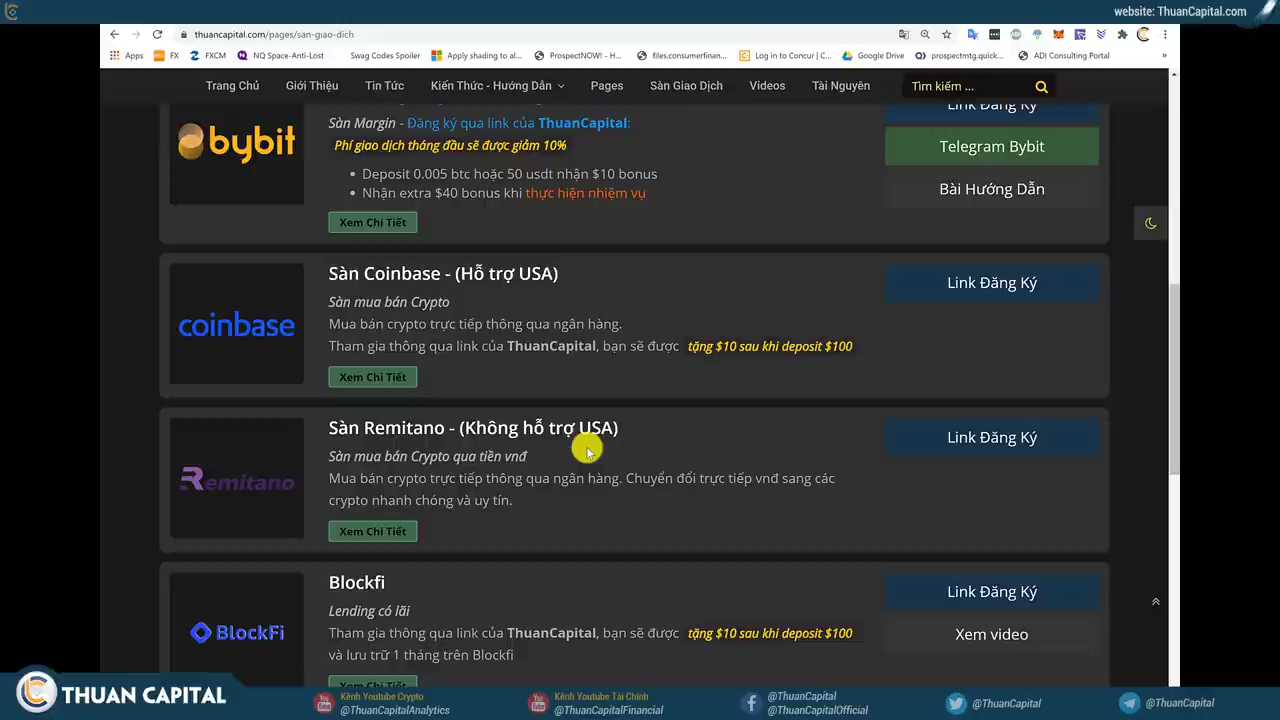 website: ThuanCapital.com
thuancapital.com/pages/san-giao-dich
Apps FX FXCM NQ Space-Anti-Lost Swag Codes Spoiler Apply shading to al... ProspectNOW! - H... files.consumerfinan... Log in to Concur | C... Google Drive prospectmtg.quick... ADI Consulting Portal »
Trang Chủ Giới Thiệu Tin Tức Kiến Thức - Hướng Dẫn Pages Sàn Giao Dịch Videos Tài Nguyên Tìm kiếm ...
bybit
Sàn Margin - Đăng ký qua link của ThuanCapital:
Phí giao dịch tháng đầu sẽ được giảm 10%
Deposit 0.005 btc hoặc 50 usdt nhận $10 bonus
Nhận extra $40 bonus khi thực hiện nhiệm vụ
Xem Chi Tiết
Link Đăng Ký
Telegram Bybit
Bài Hướng Dẫn
coinbase
Sàn Coinbase - (Hỗ trợ USA)
Sàn mua bán Crypto
Mua bán crypto trực tiếp thông qua ngân hàng.
Tham gia thông qua link của ThuanCapital, bạn sẽ được tặng $10 sau khi deposit $100
Xem Chi Tiết
Link Đăng Ký
Remitano
Sàn Remitano - (Không hỗ trợ USA)
Sàn mua bán Crypto qua tiền vnđ
Mua bán crypto trực tiếp thông qua ngân hàng. Chuyển đổi trực tiếp vnđ sang các
crypto nhanh chóng và uy tín.
Xem Chi Tiết
Link Đăng Ký
BlockFi
Blockfi
Lending có lãi
Tham gia thông qua link của ThuanCapital, bạn sẽ được tặng $10 sau khi deposit $100
và lưu trữ 1 tháng trên Blockfi
Xem Chi Tiết
Link Đăng Ký
Xem video
THUAN CAPITAL
Kênh Youtube Crypto
@ThuanCapitalAnalytics
Kênh Youtube Tài Chính
@ThuanCapitalFinancial
@ThuanCapital
@ThuanCapitalOfficial
@ThuanCapital
@ThuanCapital